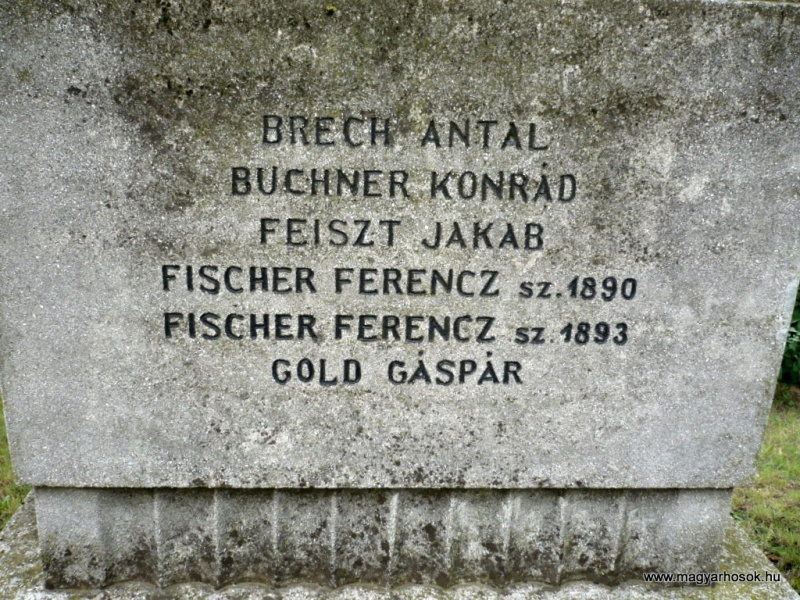 BRECH ANTAL
BUCHNER KONRÁD
FEISZT JAKAB
FISCHER FERENCZ sz.1890
FISCHER FERENCZ sz.1893
GOLD GÁSPÁR
www.magyarhosok.hu